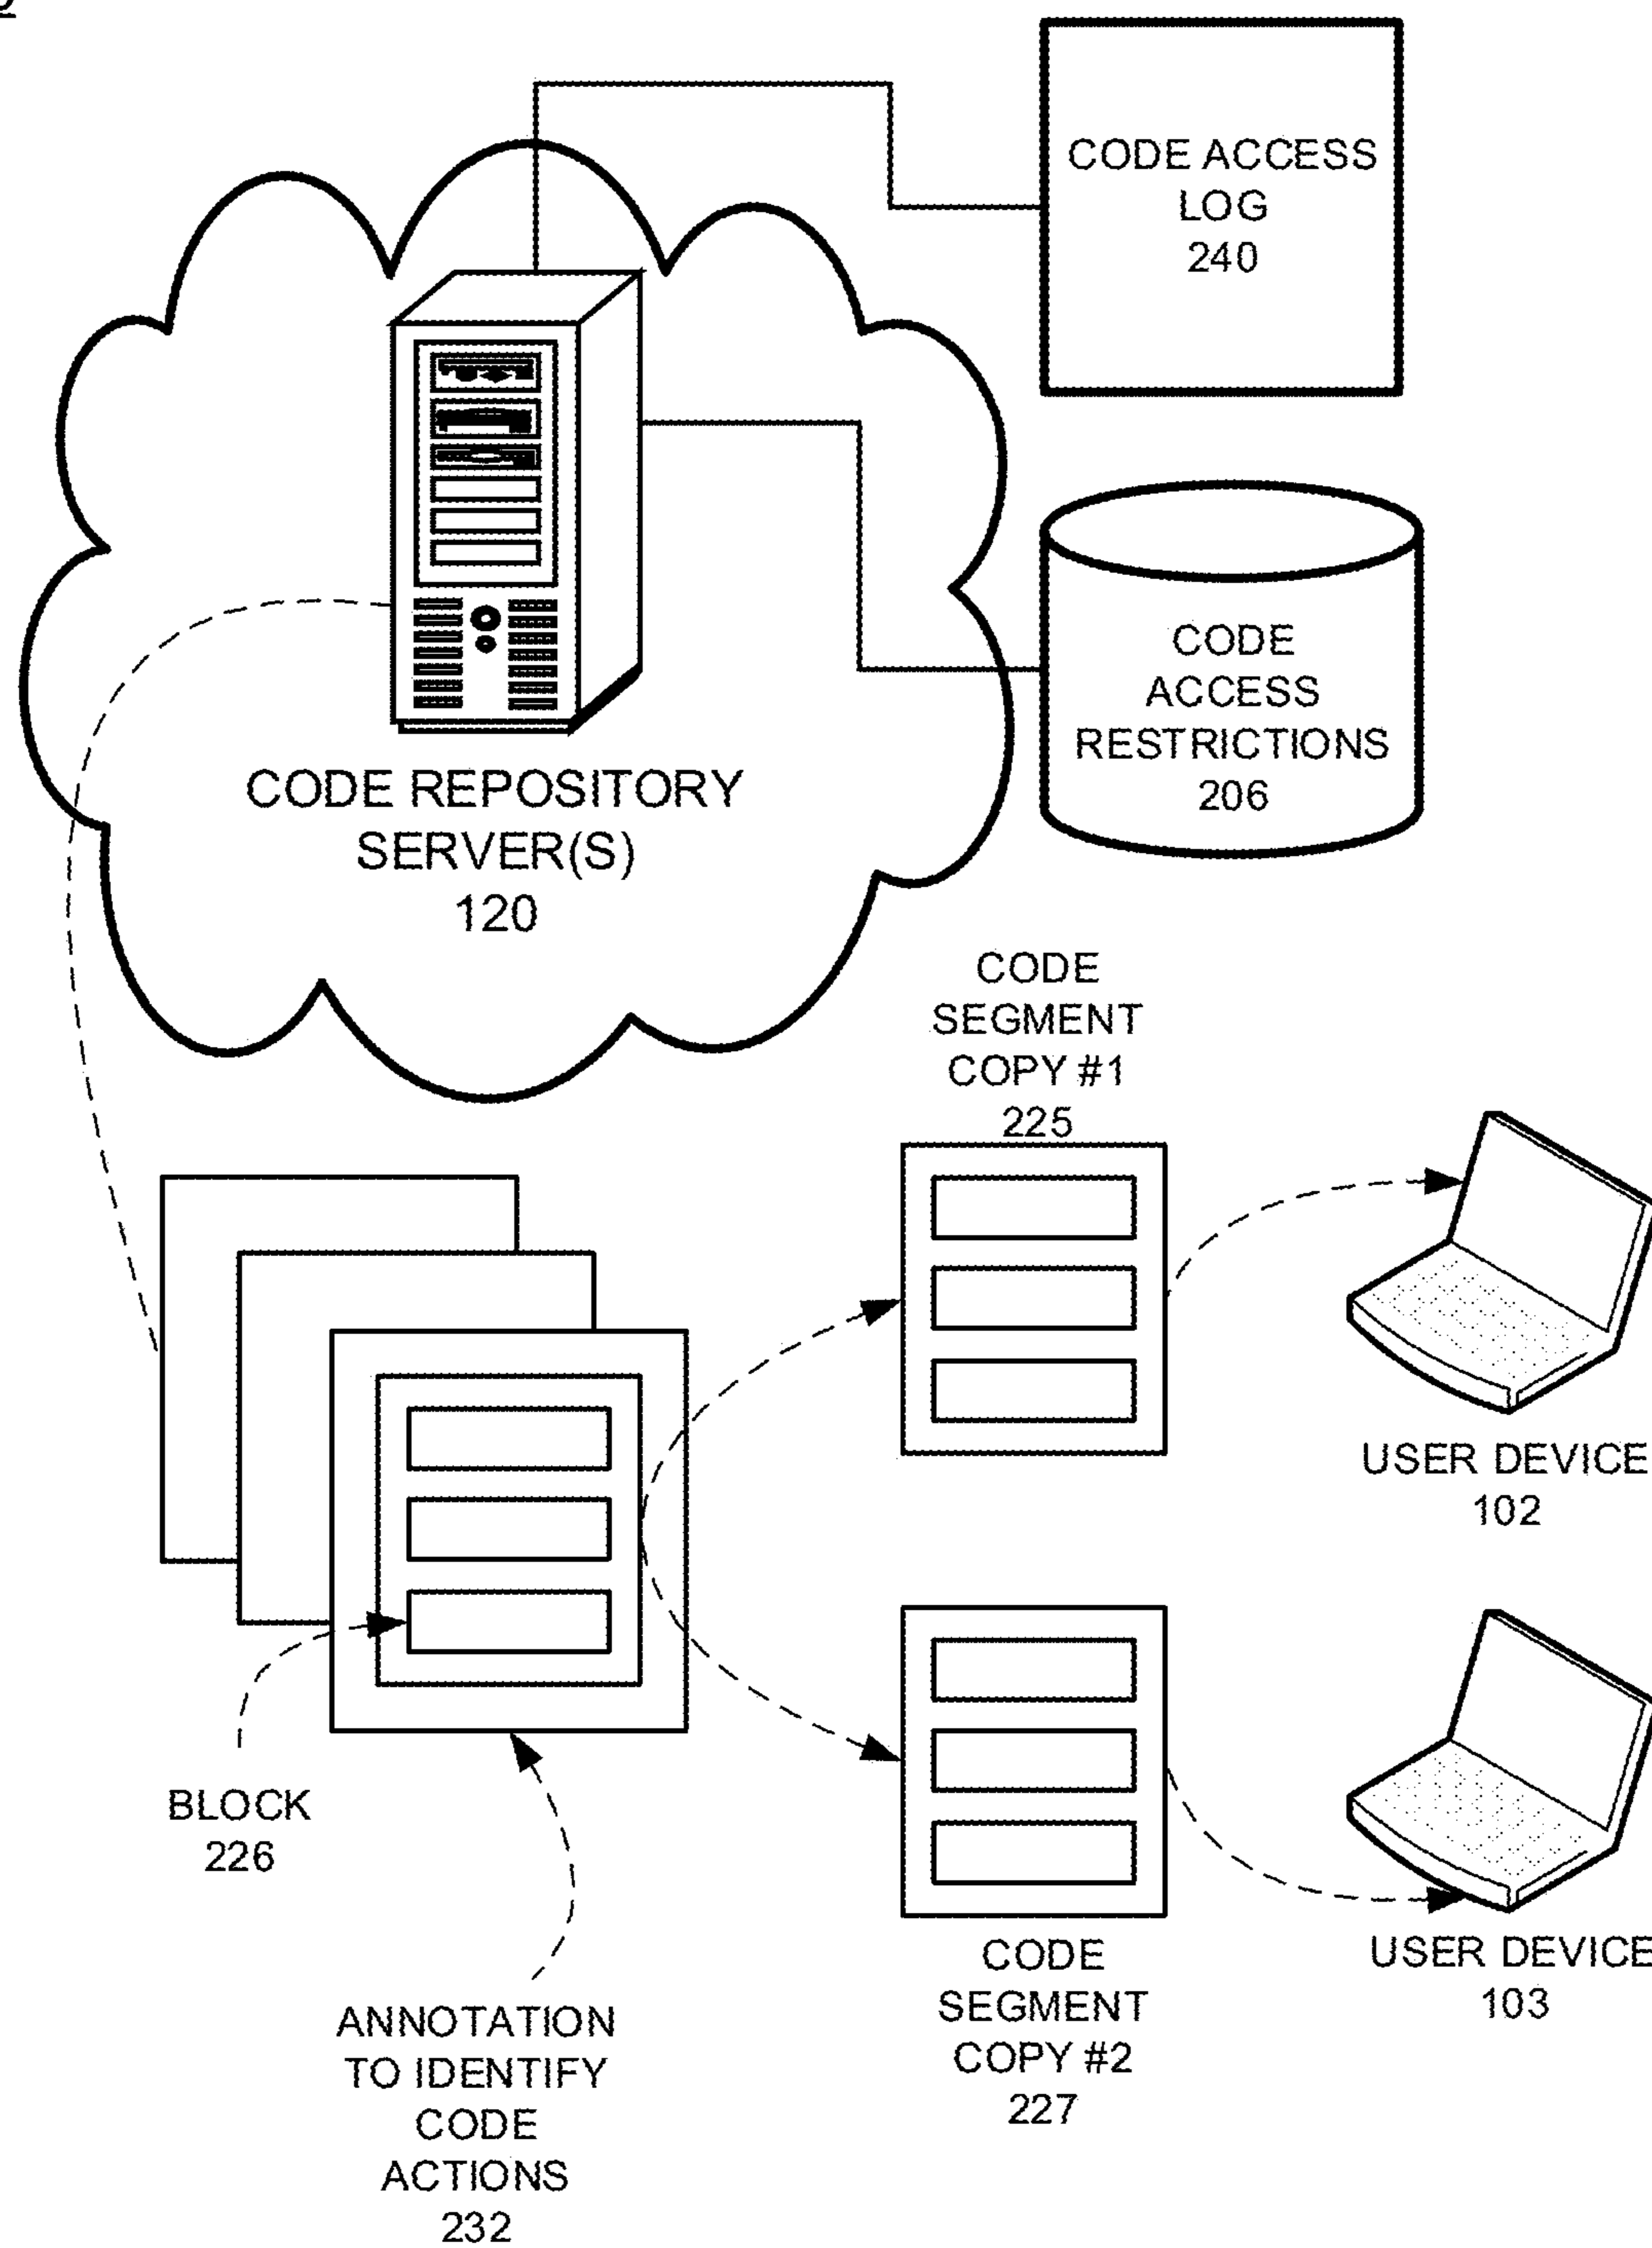 CODE ACCESS
LOG
240
CODE
ACCESS
RESTRICTIONS
206
CODE REPOSITORY
SERVER(S)
120
CODE
SEGMENT
COPY #1
225
USER DEVICE
102
BLOCK
226
CODE
SEGMENT
COPY #2
227
USER DEVICE
103
ANNOTATION
TO IDENTIFY
CODE
ACTIONS
232